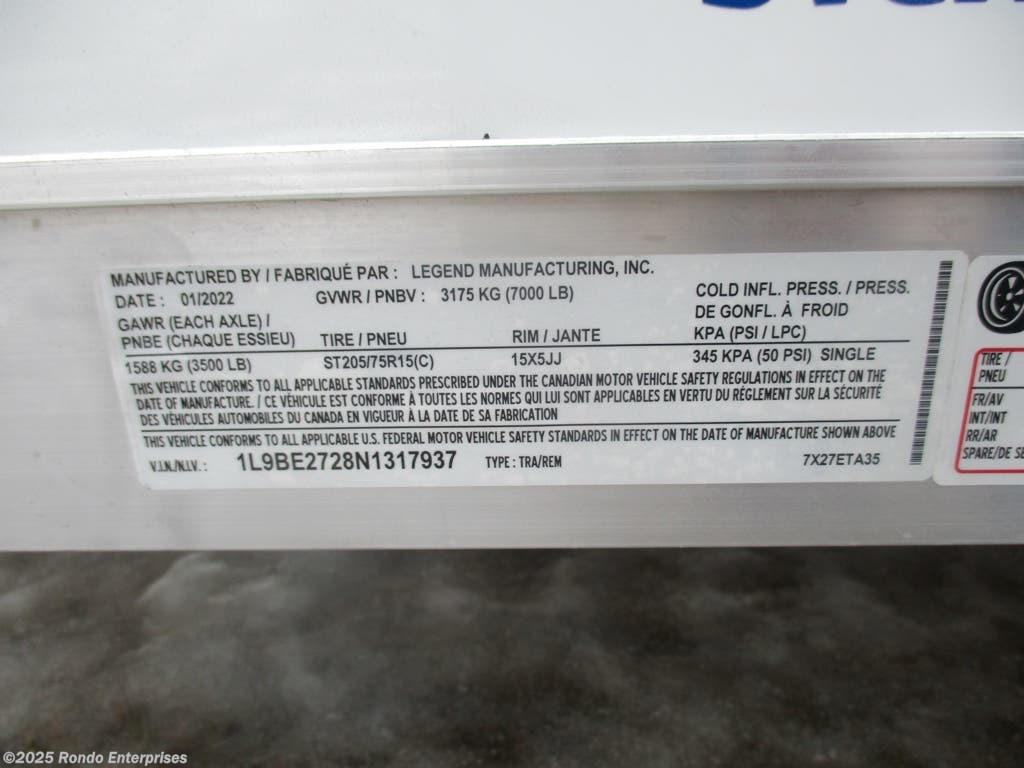 MANUFACTURED BY / FABRIQUÉ PAR : LEGEND MANUFACTURING, INC.
DATE : 01/2022 GVWR / PNBV : 3175 KG (7000 LB)
COLD INFL. PRESS. / PRESS.
DE GONFL. À FROID
GAWR (EACH AXLE) /
PNBE (CHAQUE ESSIEU) TIRE / PNEU RIM / JANTE KPA (PSI / LPC)
1588 KG (3500 LB) ST205/75R15(C) 15X5JJ 345 KPA (50 PSI) SINGLE
THIS VEHICLE CONFORMS TO ALL APPLICABLE STANDARDS PRESCRIBED UNDER THE CANADIAN MOTOR VEHICLE SAFETY REGULATIONS IN EFFECT ON THE
DATE OF MANUFACTURE. / CE VÉHICULE EST CONFORME À TOUTES LES NORMES QUI LUI SONT APPLICABLES EN VERTU DU RÉGLEMENT SUR LA SÉCURITÉ
DES VÉHICULES AUTOMOBILES DU CANADA EN VIGUEUR À LA DATE DE SA FABRICATION
THIS VEHICLE CONFORMS TO ALL APPLICABLE U.S. FEDERAL MOTOR VEHICLE SAFETY STANDARDS IN EFFECT ON THE DATE OF MANUFACTURE SHOWN ABOVE
V.I.N./N.I.V. : 1L9BE2728N1317937 TYPE : TRA/REM 7X27ETA35
TIRE /
PNEU
FR/AV
INT/INT
RR/AR
SPARE/DE
©2025 Rondo Enterprises